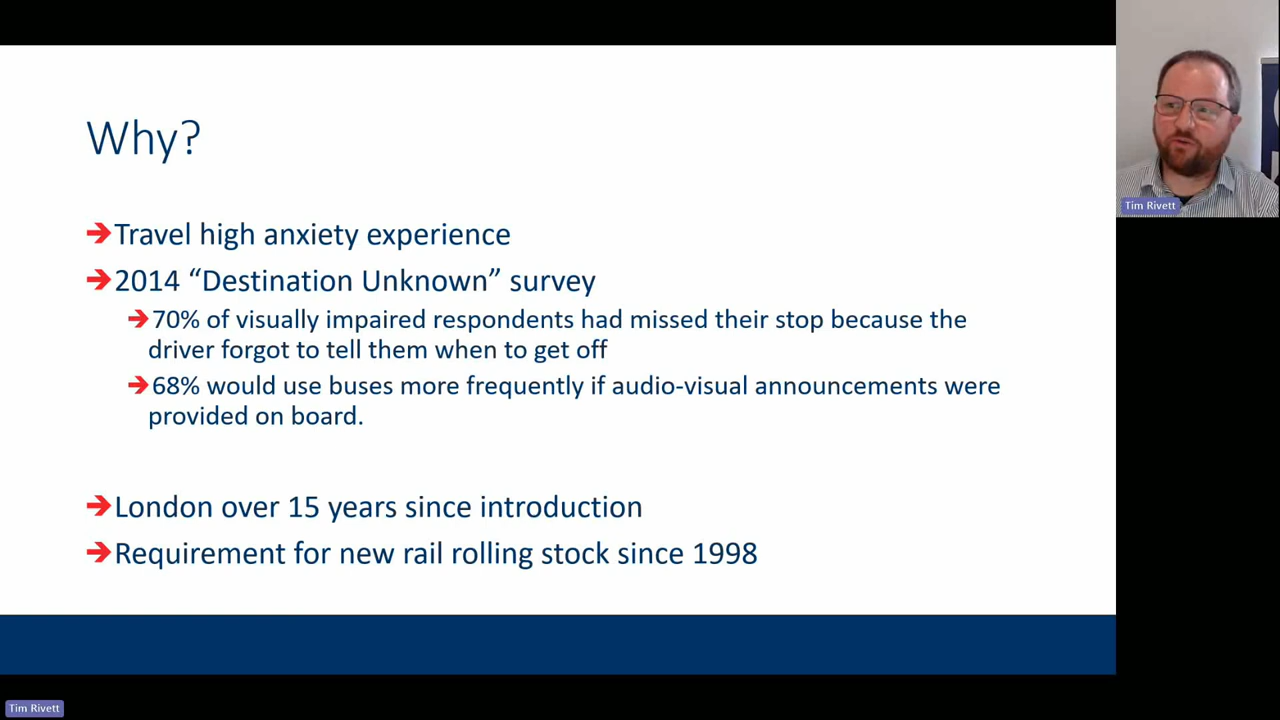 Why?
➔Travel high anxiety experience
➔2014 “Destination Unknown” survey
➔70% of visually impaired respondents had missed their stop because the
driver forgot to tell them when to get off
➔68% would use buses more frequently if audio-visual announcements were
provided on board.
➔London over 15 years since introduction
➔Requirement for new rail rolling stock since 1998
Tim Rivett
Tim Rivett